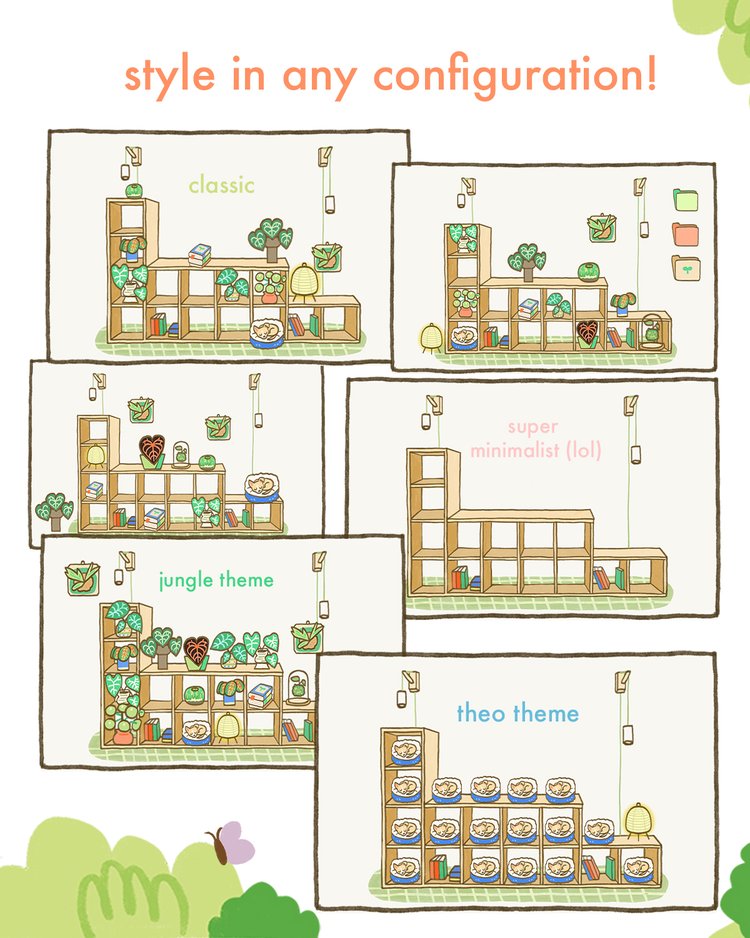 style in any configuration!
classic
super
minimalist (lol)
jungle theme
theo theme